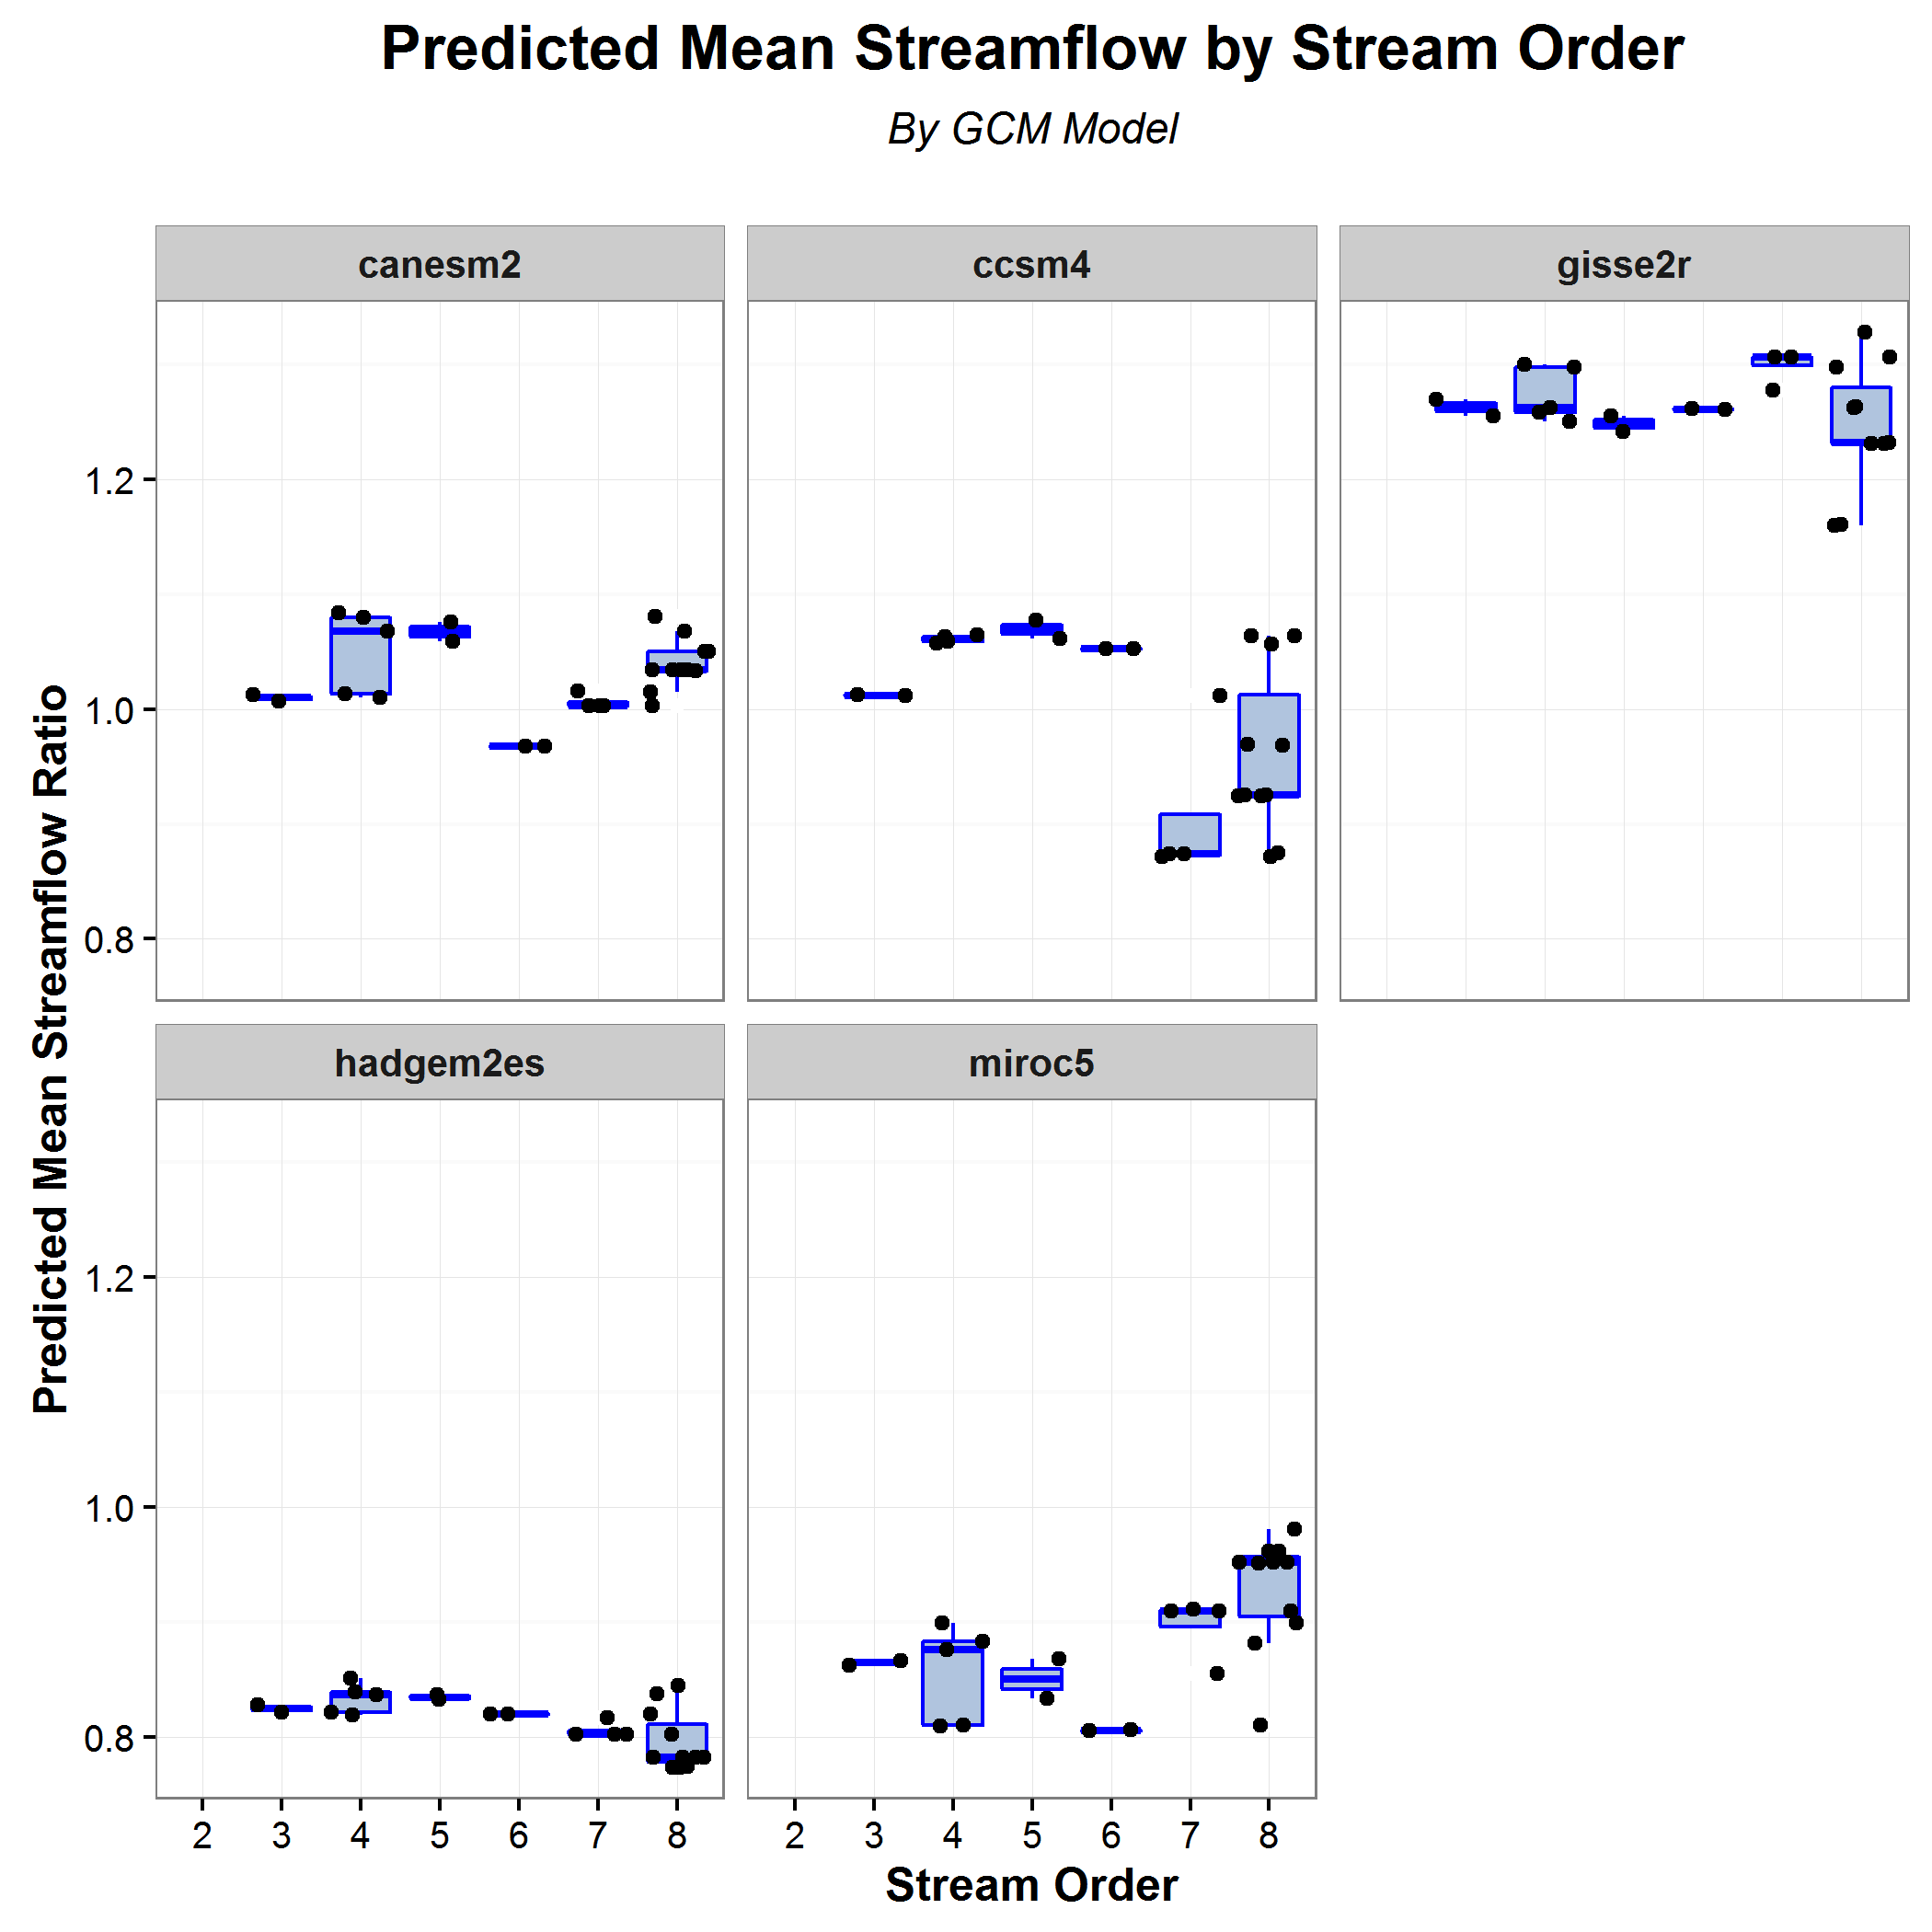 Predicted Mean Streamflow by Stream Order
By GCM Model
canesm2
ccsm4
gisse2r
1.2
1.0
0.8
Predicted Mean Streamflow Ratio
hadgem2es
miroc5
1.2
1.0
0.8
2 3 4 5 6 7 8
2 3 4 5 6 7 8
Stream Order